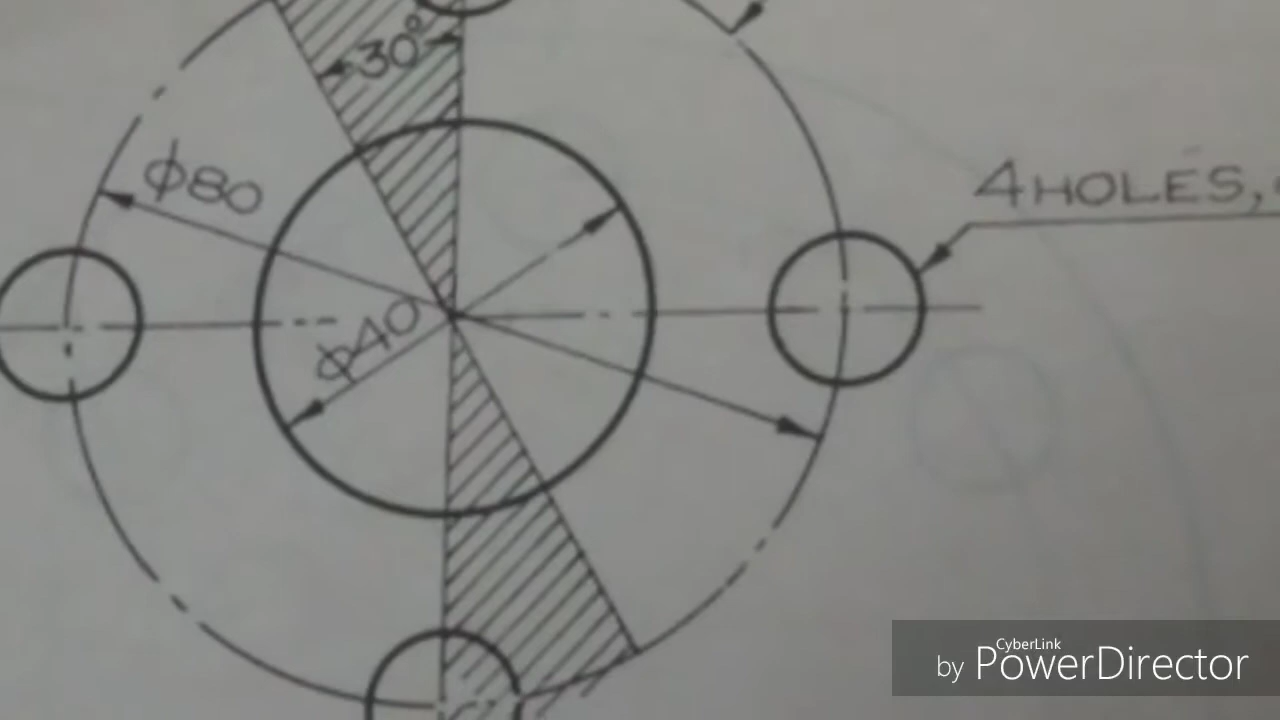 30°
ϕ80
4 HOLES,
ϕ40
CyberLink
by PowerDirector